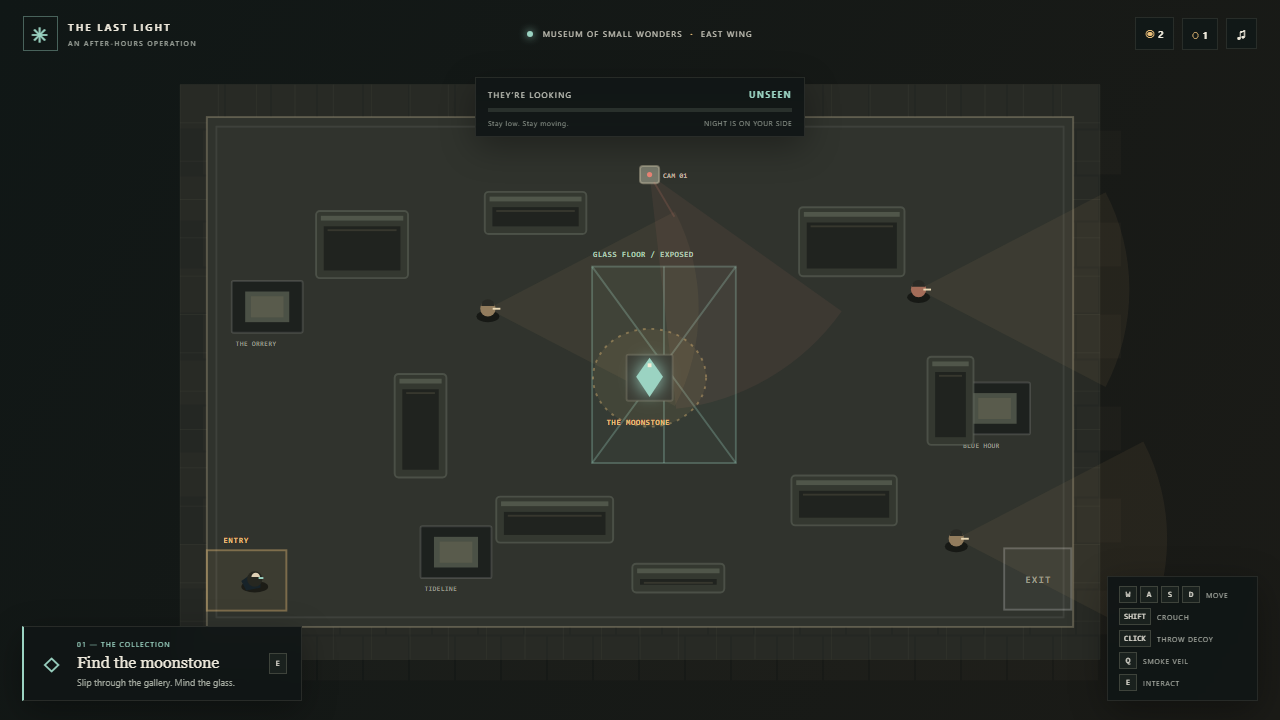 THE LAST LIGHT
AN AFTER-HOURS OPERATION
MUSEUM OF SMALL WONDERS · EAST WING
2
1
THEY'RE LOOKING
UNSEEN
Stay low. Stay moving.
NIGHT IS ON YOUR SIDE
CAM 01
GLASS FLOOR / EXPOSED
THE ORRERY
THE MOONSTONE
BLUE HOUR
ENTRY
TIDELINE
EXIT
01 — THE COLLECTION
Find the moonstone
E
Slip through the gallery. Mind the glass.
W A S D MOVE
SHIFT CROUCH
CLICK THROW DECOY
Q SMOKE VEIL
E INTERACT